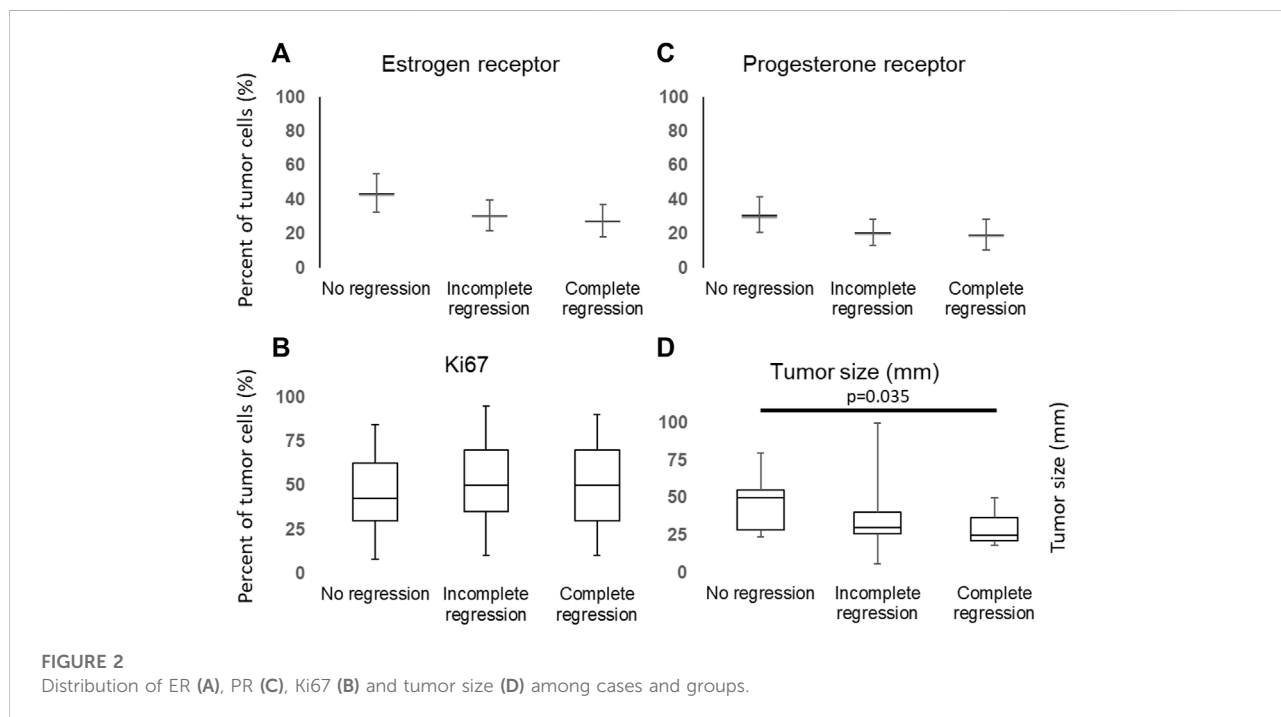 A
Estrogen receptor
Percent of tumor cells (%)
100
80
60
40
20
0
No regression
Incomplete
regression
Complete
regression
C
Progesterone receptor
100
80
60
40
20
0
No regression
Incomplete
regression
Complete
regression
B
Ki67
Percent of tumor cells (%)
100
75
50
25
0
No regression
Incomplete
regression
Complete
regression
D
Tumor size (mm)
p=0.035
100
75
50
25
0
Tumor size (mm)
No regression
Incomplete
regression
Complete
regression
FIGURE 2
Distribution of ER (A), PR (C), Ki67 (B) and tumor size (D) among cases and groups.